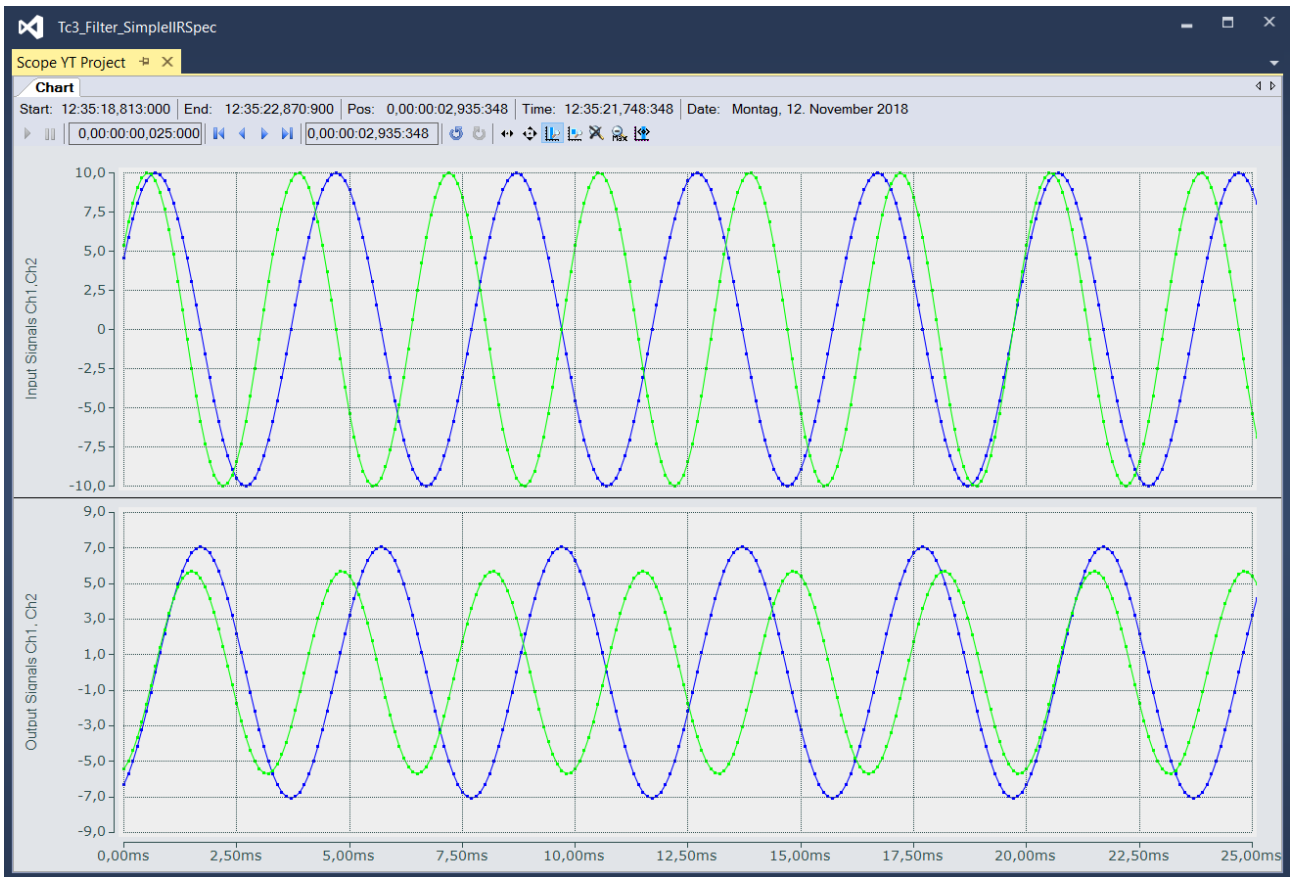 Tc3_Filter_SimpleIIRSpec
Scope YT Project
Chart
Start: 12:35:18,813:000 End: 12:35:22,870:900 Pos: 0,00:00:02,935:348 Time: 12:35:21,748:348 Date: Montag, 12. November 2018
0,00:00:00,025:000 0,00:00:02,935:348
Input Signals Ch1,Ch2
10,0
7,5
5,0
2,5
0
-2,5
-5,0
-7,5
-10,0
Output Signals Ch1, Ch2
9,0
7,0
5,0
3,0
1,0
-1,0
-3,0
-5,0
-7,0
-9,0
0,00ms 2,50ms 5,00ms 7,50ms 10,00ms 12,50ms 15,00ms 17,50ms 20,00ms 22,50ms 25,00ms